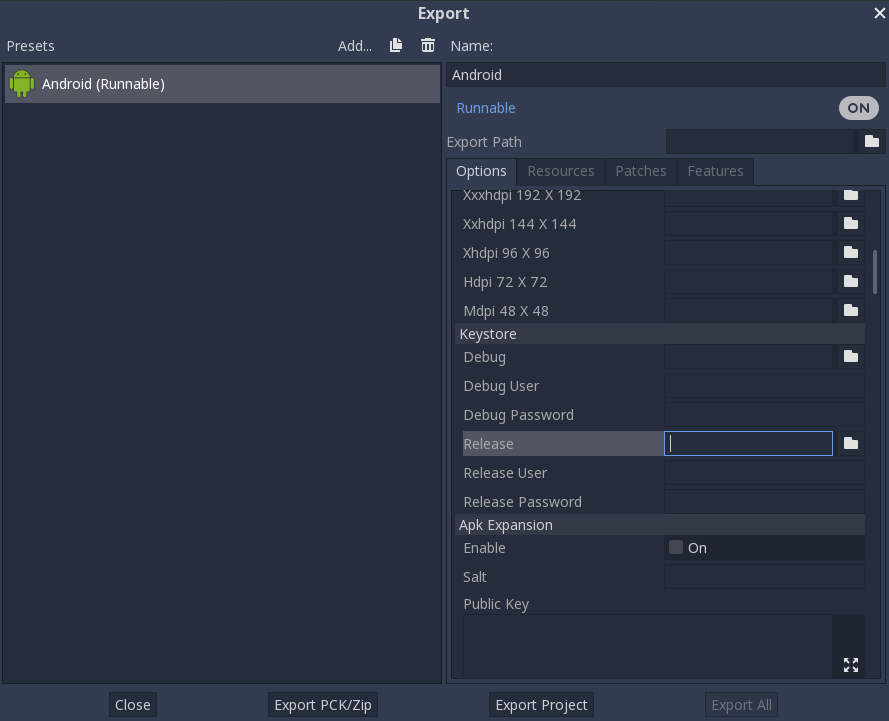 Export
Presets
Add...
Name:
Android (Runnable)
Android
Runnable
ON
Export Path
Options Resources Patches Features
Xxxhdpi 192 X 192
Xxhdpi 144 X 144
Xhdpi 96 X 96
Hdpi 72 X 72
Mdpi 48 X 48
Keystore
Debug
Debug User
Debug Password
Release
Release User
Release Password
Apk Expansion
Enable On
Salt
Public Key
Close Export PCK/Zip Export Project Export All